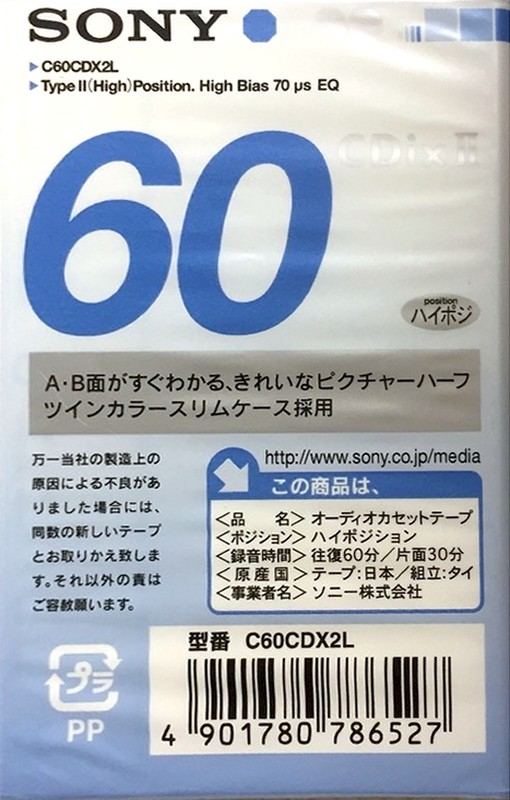 SONY
C60CDX2L
Type II(High)Position. High Bias 70 μs EQ
CDixII
60
position
ハイポジ
A・B面がすぐわかる、きれいなピクチャーハーフ
ツインカラースリムケース採用
万一当社の製造上の
原因による不良があ
りました場合には、
同数の新しいテープ
とお取りかえ致しま
す。それ以外の責は
ご容赦願います。
http://www.sony.co.jp/media
この商品は、
<品　　名> オーディオカセットテープ
<ポジション> ハイポジション
<録音時間> 往復60分／片面30分
<原産国> テープ:日本／組立:タイ
<事業者名> ソニー株式会社
型番 C60CDX2L
プラ
PP
4 901780 786527